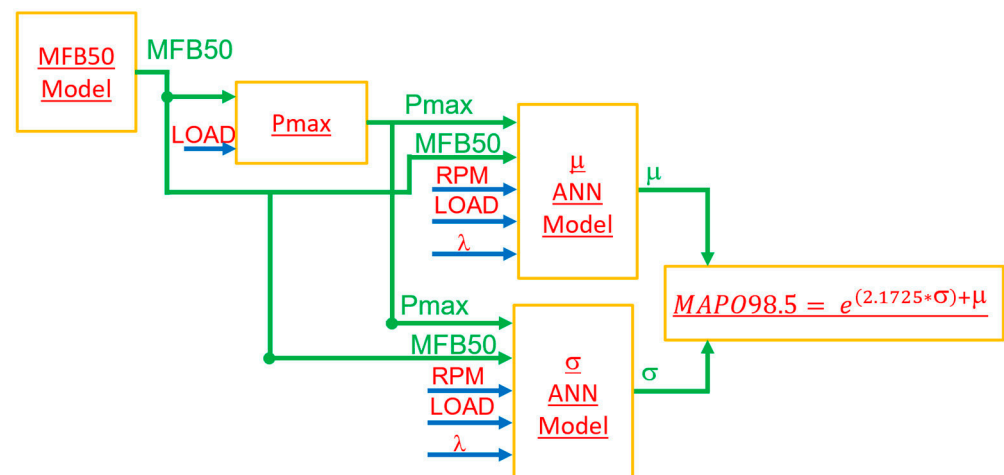 MFB50
Model
MFB50
LOAD
Pmax
Pmax
MFB50
RPM
LOAD
λ
μ
ANN
Model
μ
Pmax
MFB50
RPM
LOAD
λ
σ
ANN
Model
σ
MAPO98.5 = e^(2.1725*σ)+μ